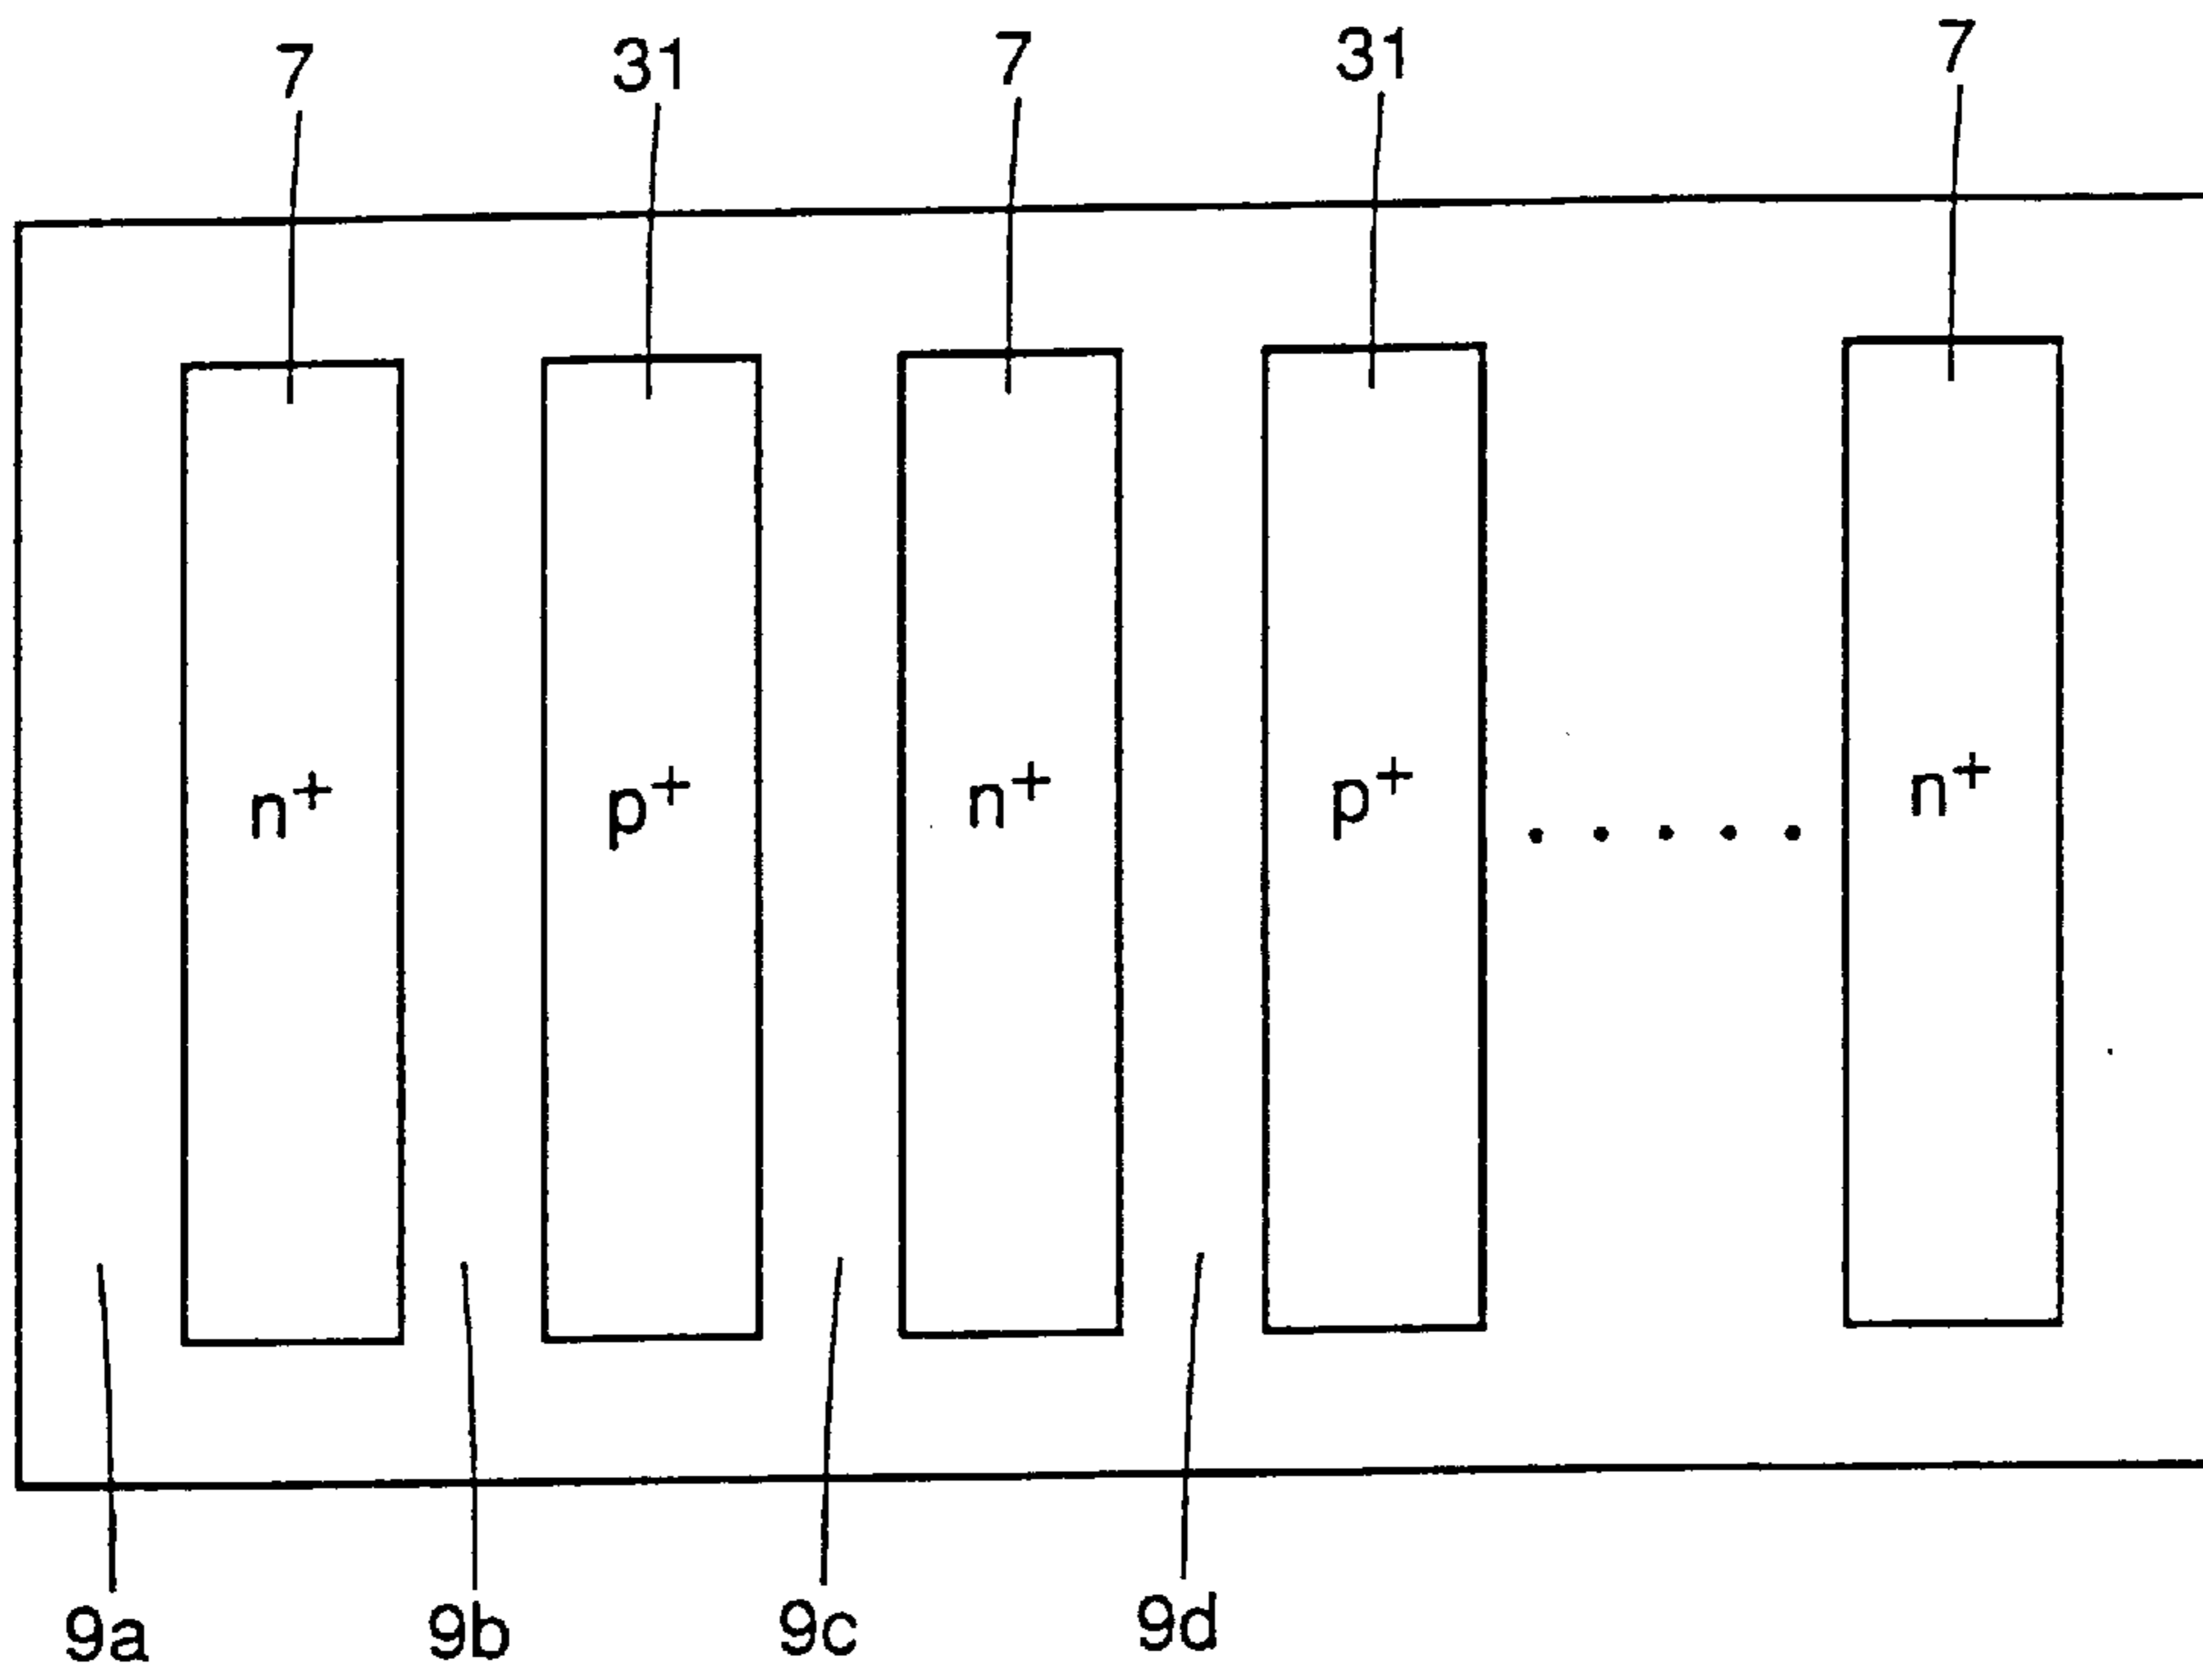 7 31 7 31 7
n+ p+ n+ p+ ..... n+
9a 9b 9c 9d